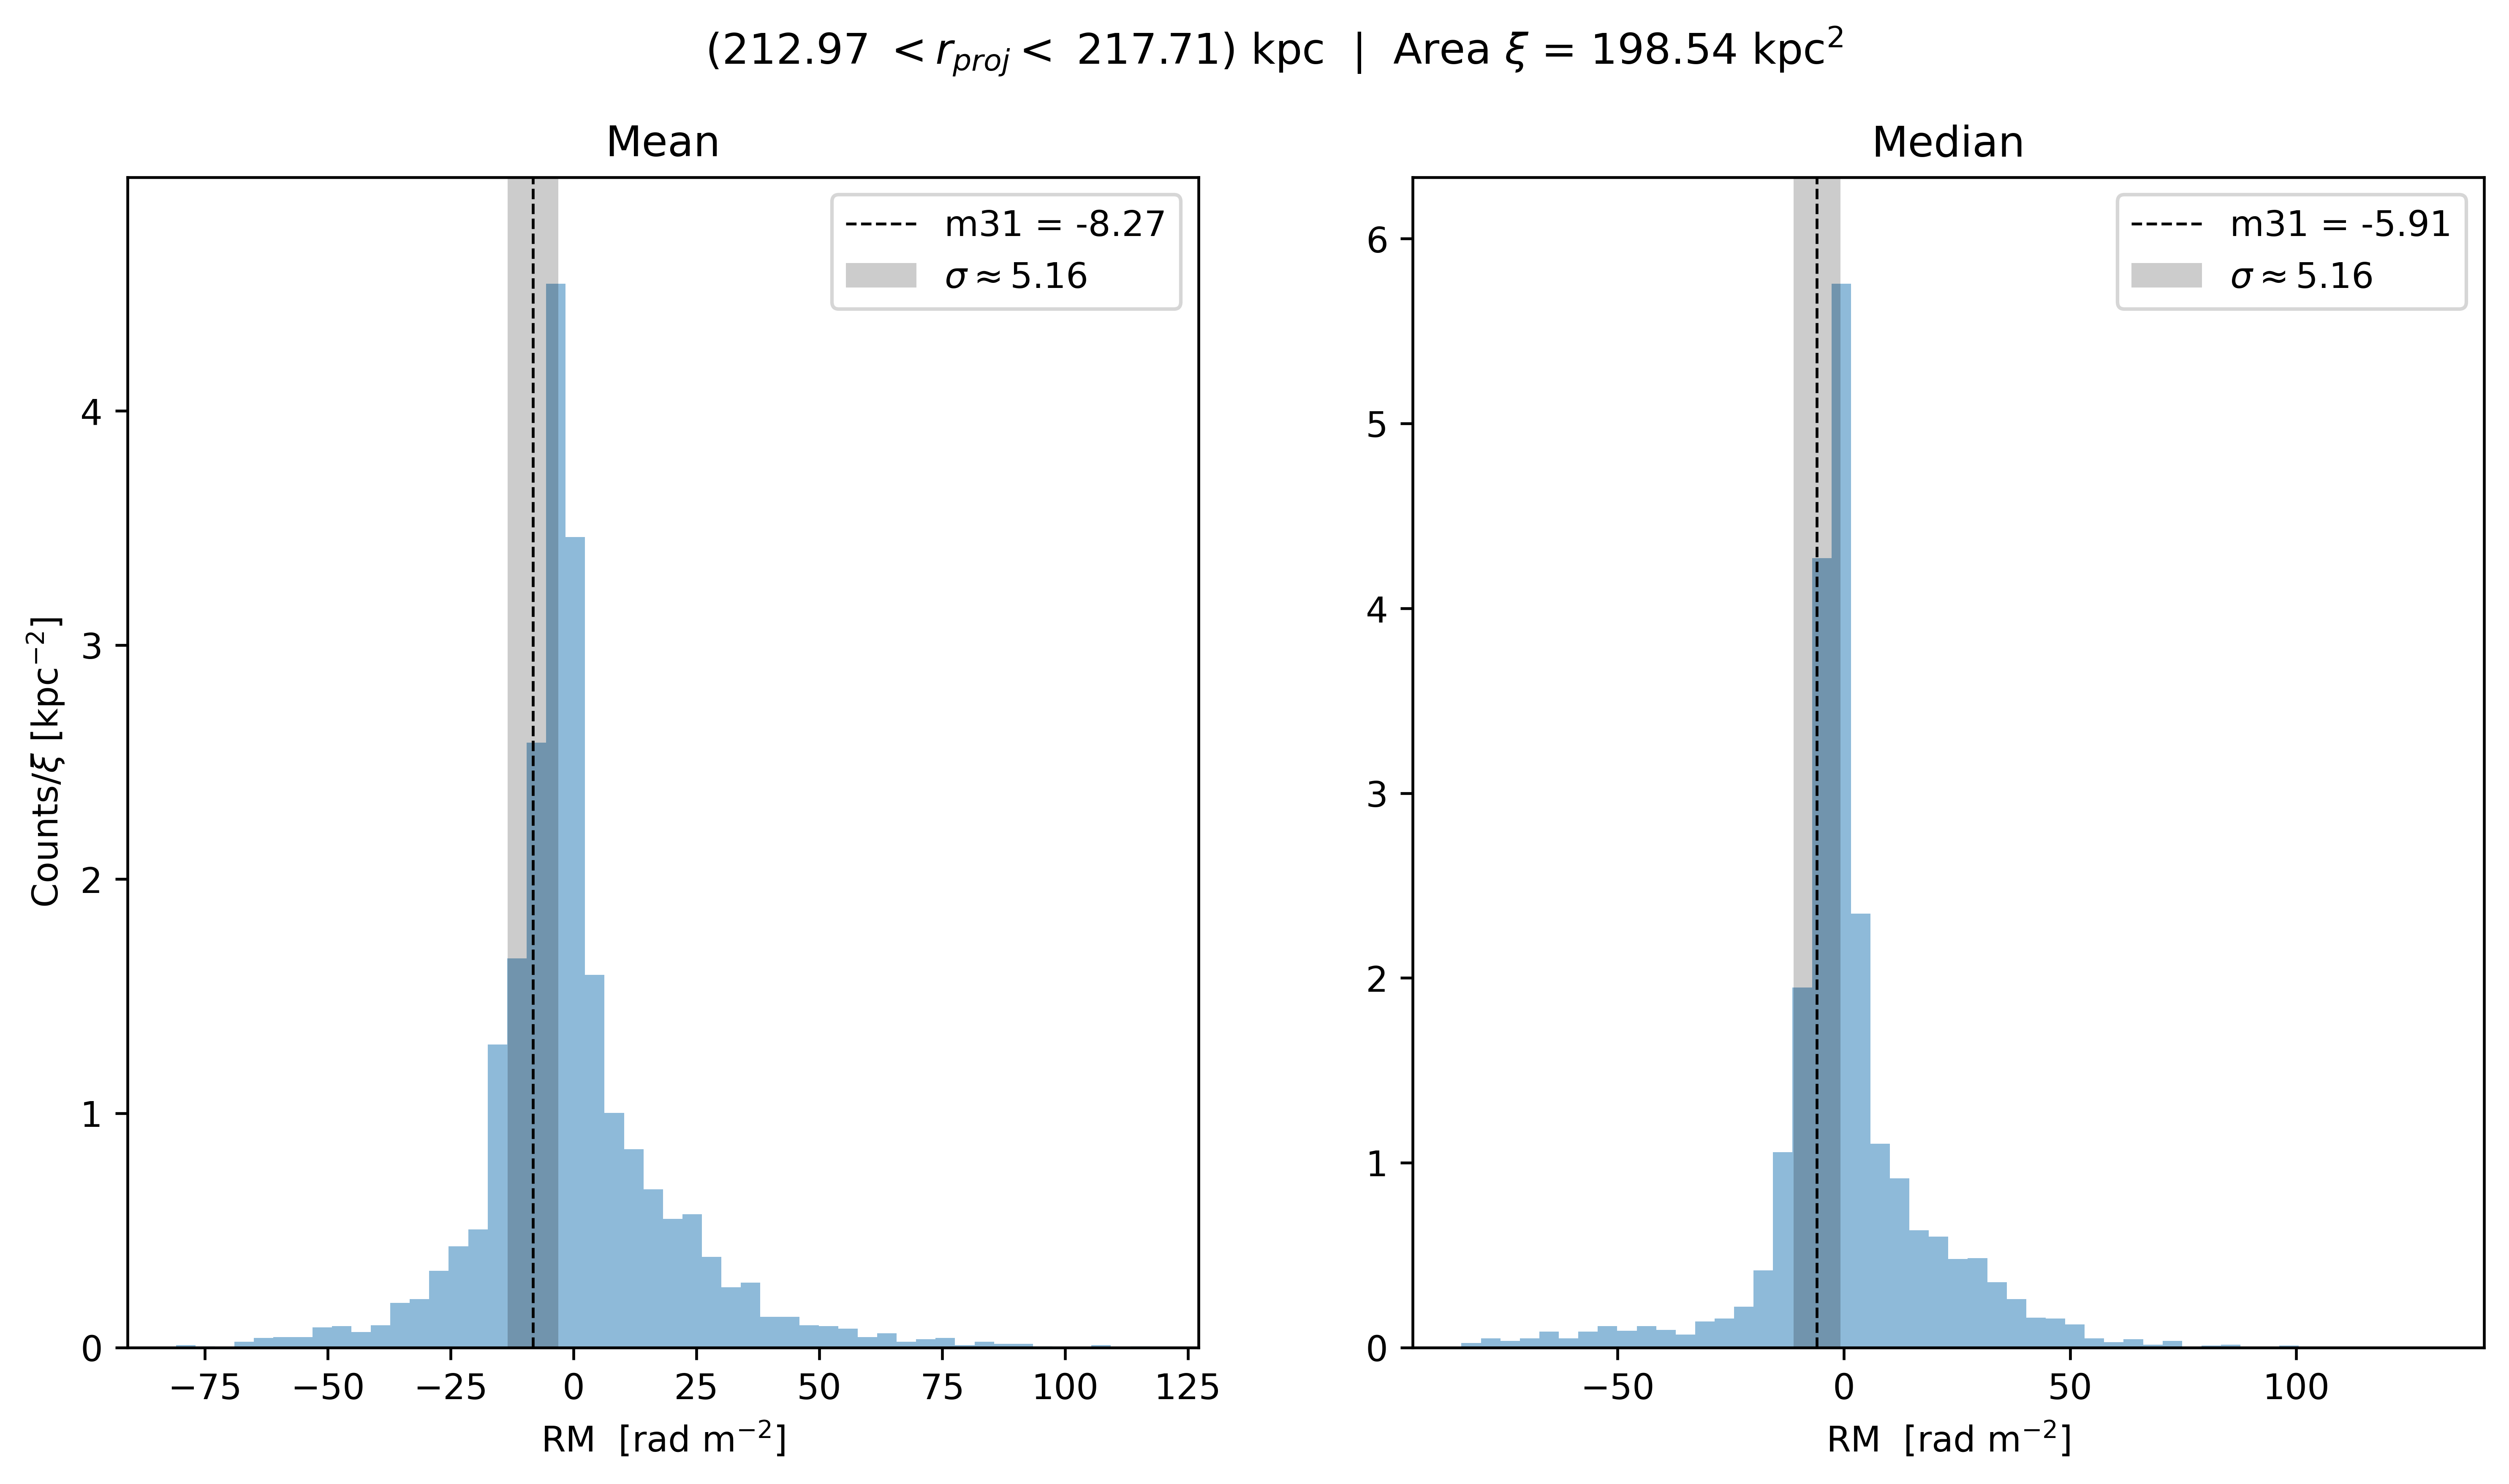 (212.97 < r_proj < 217.71) kpc | Area ξ = 198.54 kpc²
Mean
m31 = -8.27
σ ≈ 5.16
4
3
2
1
0
Counts/ξ [kpc⁻²]
−75 −50 −25 0 25 50 75 100 125
RM [rad m⁻²]
Median
m31 = -5.91
σ ≈ 5.16
6
5
4
3
2
1
0
−50 0 50 100
RM [rad m⁻²]